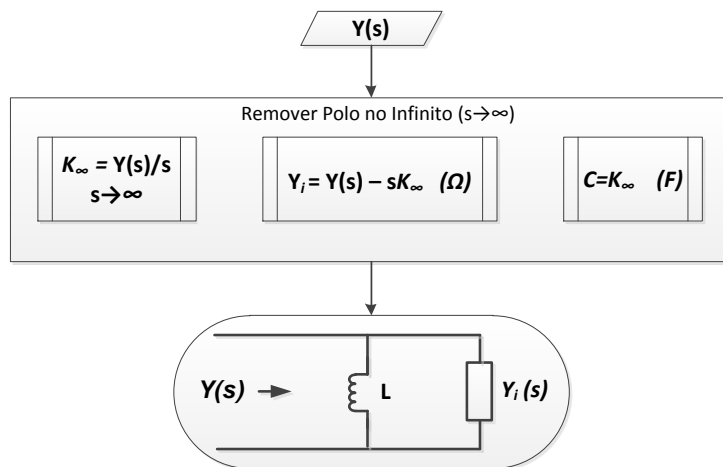 Y(s)
Remover Polo no Infinito (s→∞)
K∞ = Y(s)/s
s→∞
Yi = Y(s) – sK∞ (Ω)
C=K∞ (F)
Y(s)
L
Yi (s)